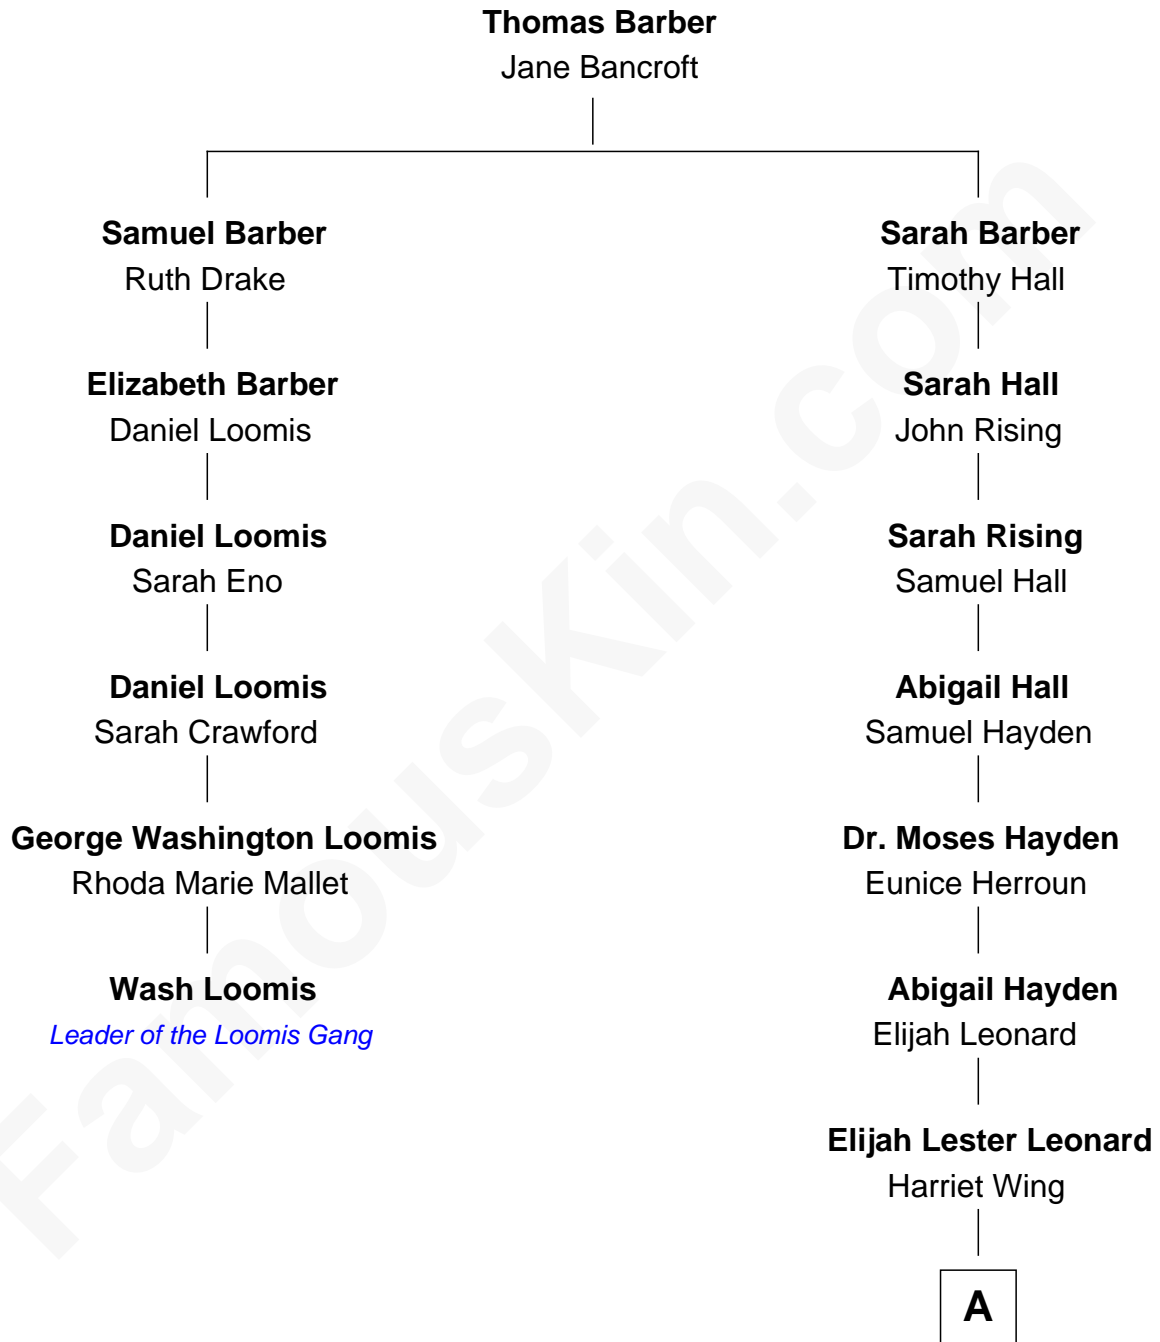 Thomas Barber
Jane Bancroft
Samuel Barber
Ruth Drake
Elizabeth Barber
Daniel Loomis
Daniel Loomis
Sarah Eno
Daniel Loomis
Sarah Crawford
George Washington Loomis
Rhoda Marie Mallet
Wash Loomis
Leader of the Loomis Gang
Sarah Barber
Timothy Hall
Sarah Hall
John Rising
Sarah Rising
Samuel Hall
Abigail Hall
Samuel Hayden
Dr. Moses Hayden
Eunice Herroun
Abigail Hayden
Elijah Leonard
Elijah Lester Leonard
Harriet Wing
A
FamousKin.com